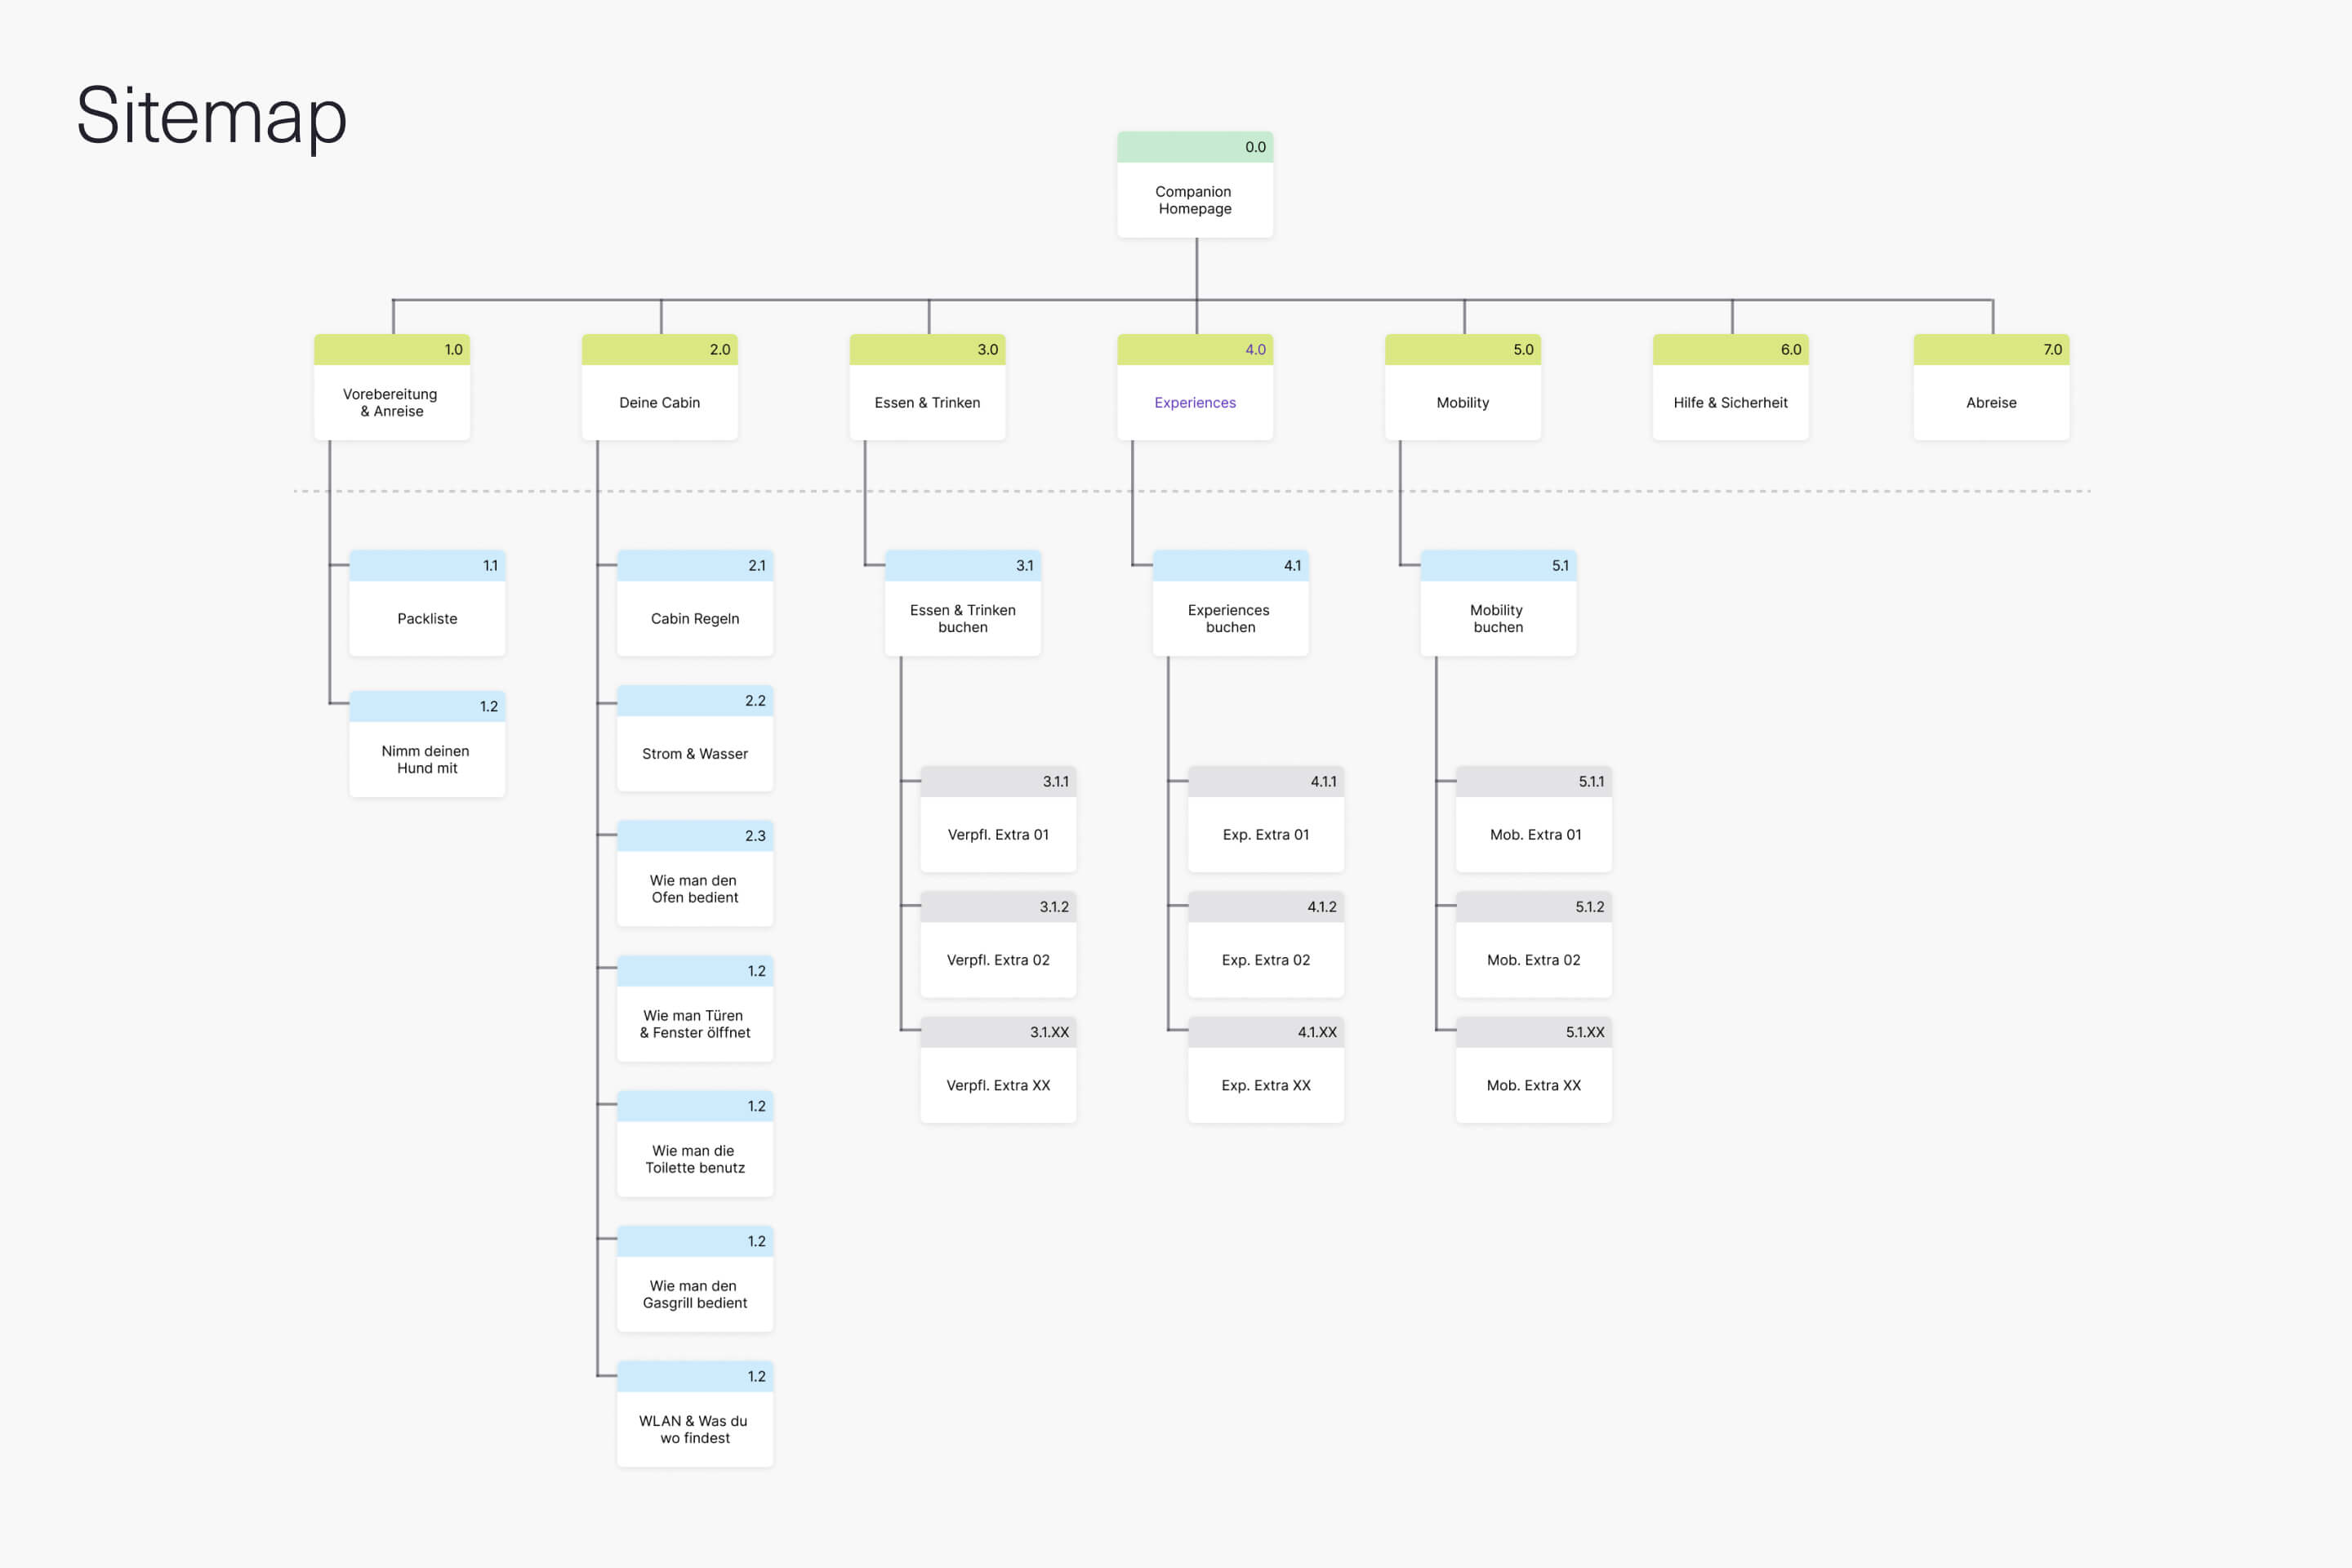 Sitemap
0.0
Companion
Homepage
1.0
Vorebereitung
& Anreise
2.0
Deine Cabin
3.0
Essen & Trinken
4.0
Experiences
5.0
Mobility
6.0
Hilfe & Sicherheit
7.0
Abreise
1.1
Packliste
1.2
Nimm deinen
Hund mit
2.1
Cabin Regeln
2.2
Strom & Wasser
2.3
Wie man den
Ofen bedient
1.2
Wie man Türen
& Fenster ölffnet
1.2
Wie man die
Toilette benutz
1.2
Wie man den
Gasgrill bedient
1.2
WLAN & Was du
wo findest
3.1
Essen & Trinken
buchen
3.1.1
Verpfl. Extra 01
3.1.2
Verpfl. Extra 02
3.1.XX
Verpfl. Extra XX
4.1
Experiences
buchen
4.1.1
Exp. Extra 01
4.1.2
Exp. Extra 02
4.1.XX
Exp. Extra XX
5.1
Mobility
buchen
5.1.1
Mob. Extra 01
5.1.2
Mob. Extra 02
5.1.XX
Mob. Extra XX